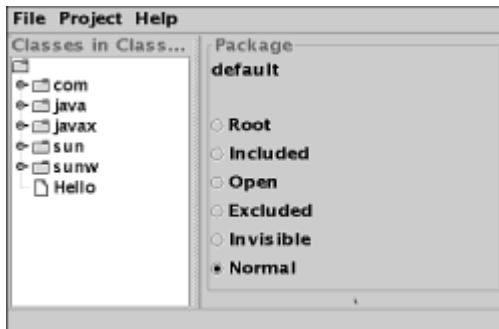 File Project Help
Classes in Class...
com
java
javax
sun
sunw
Hello
Package
default
Root
Included
Open
Excluded
Invisible
Normal